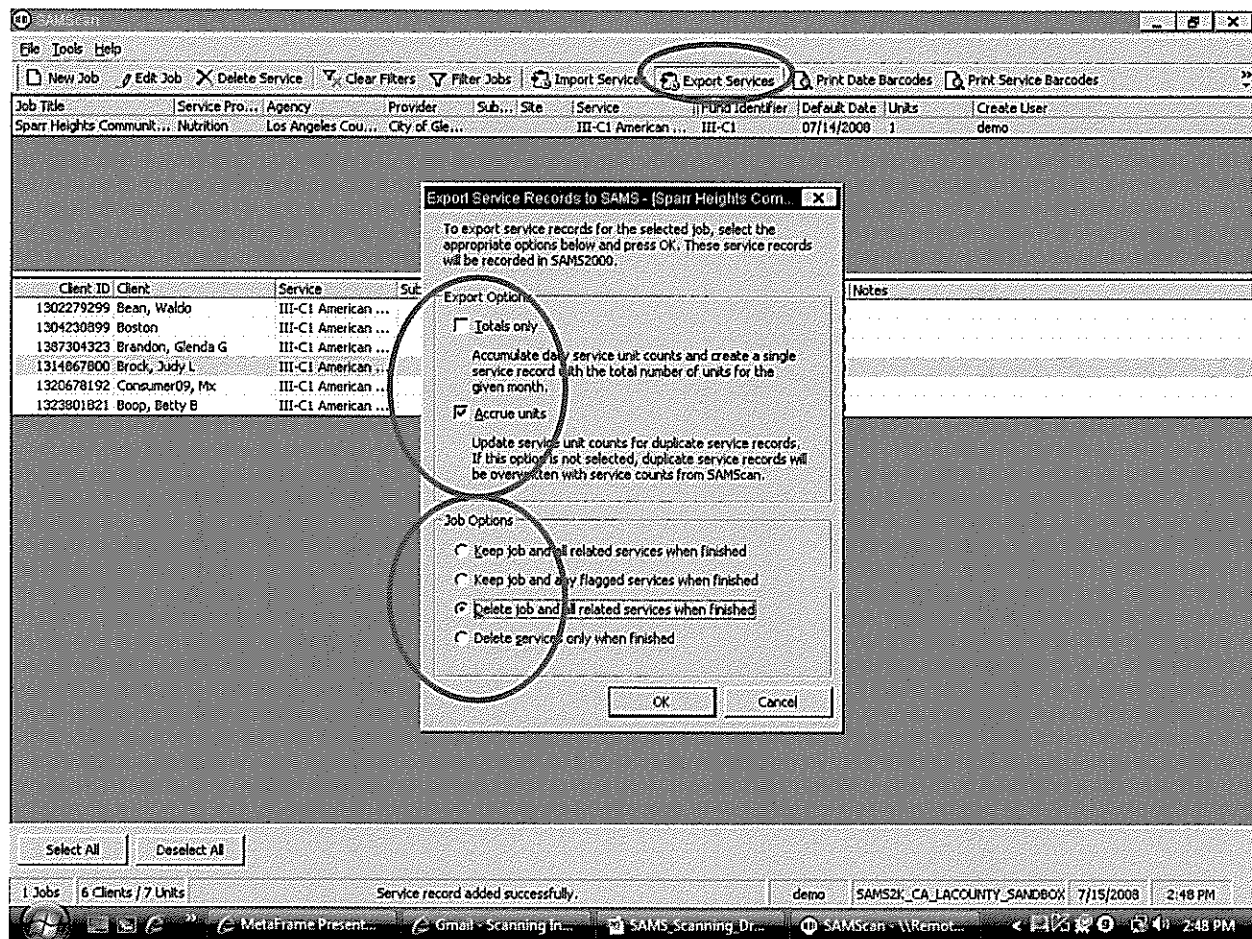 SAMScan
File Tools Help
New Job Edit Job Delete Service Clear Filters Filter Jobs Import Service Export Services Print Date Barcodes Print Service Barcodes
Job Title Service Pro... Agency Provider Sub... Site Service Fund Identifier Default Date Units Create User
Sparr Heights Communit... Nutrition Los Angeles Cou... City of Gle... III-C1 American ... III-C1 07/14/2008 1 demo
Export Service Records to SAMS - [Sparr Heights Com...
To export service records for the selected job, select the
appropriate options below and press OK. These service records
will be recorded in SAMS2000.
Client ID Client Service Sub Notes
1302279299 Bean, Waldo III-C1 American ...
1304230899 Boston III-C1 American ...
1387304323 Brandon, Glenda G III-C1 American ...
1314867800 Brock, Judy L III-C1 American ...
1320678192 Consumer09, Mx III-C1 American ...
1323801821 Boop, Betty B III-C1 American ...
Export Options
Totals only
Accumulate daily service unit counts and create a single
service record with the total number of units for the
given month.
Accrue units
Update service unit counts for duplicate service records.
If this option is not selected, duplicate service records will
be overwritten with service counts from SAMScan.
Job Options
Keep job and all related services when finished
Keep job and any flagged services when finished
Delete job and all related services when finished
Delete services only when finished
OK Cancel
Select All Deselect All
1 Jobs 6 Clients / 7 Units Service record added successfully. demo SAMS2K_CA_LACOUNTY_SANDBOX 7/15/2008 2:48 PM
MetaFrame Present... Gmail - Scanning In... SAMS_Scanning_Dr... SAMScan - \\Remot... 2:48 PM